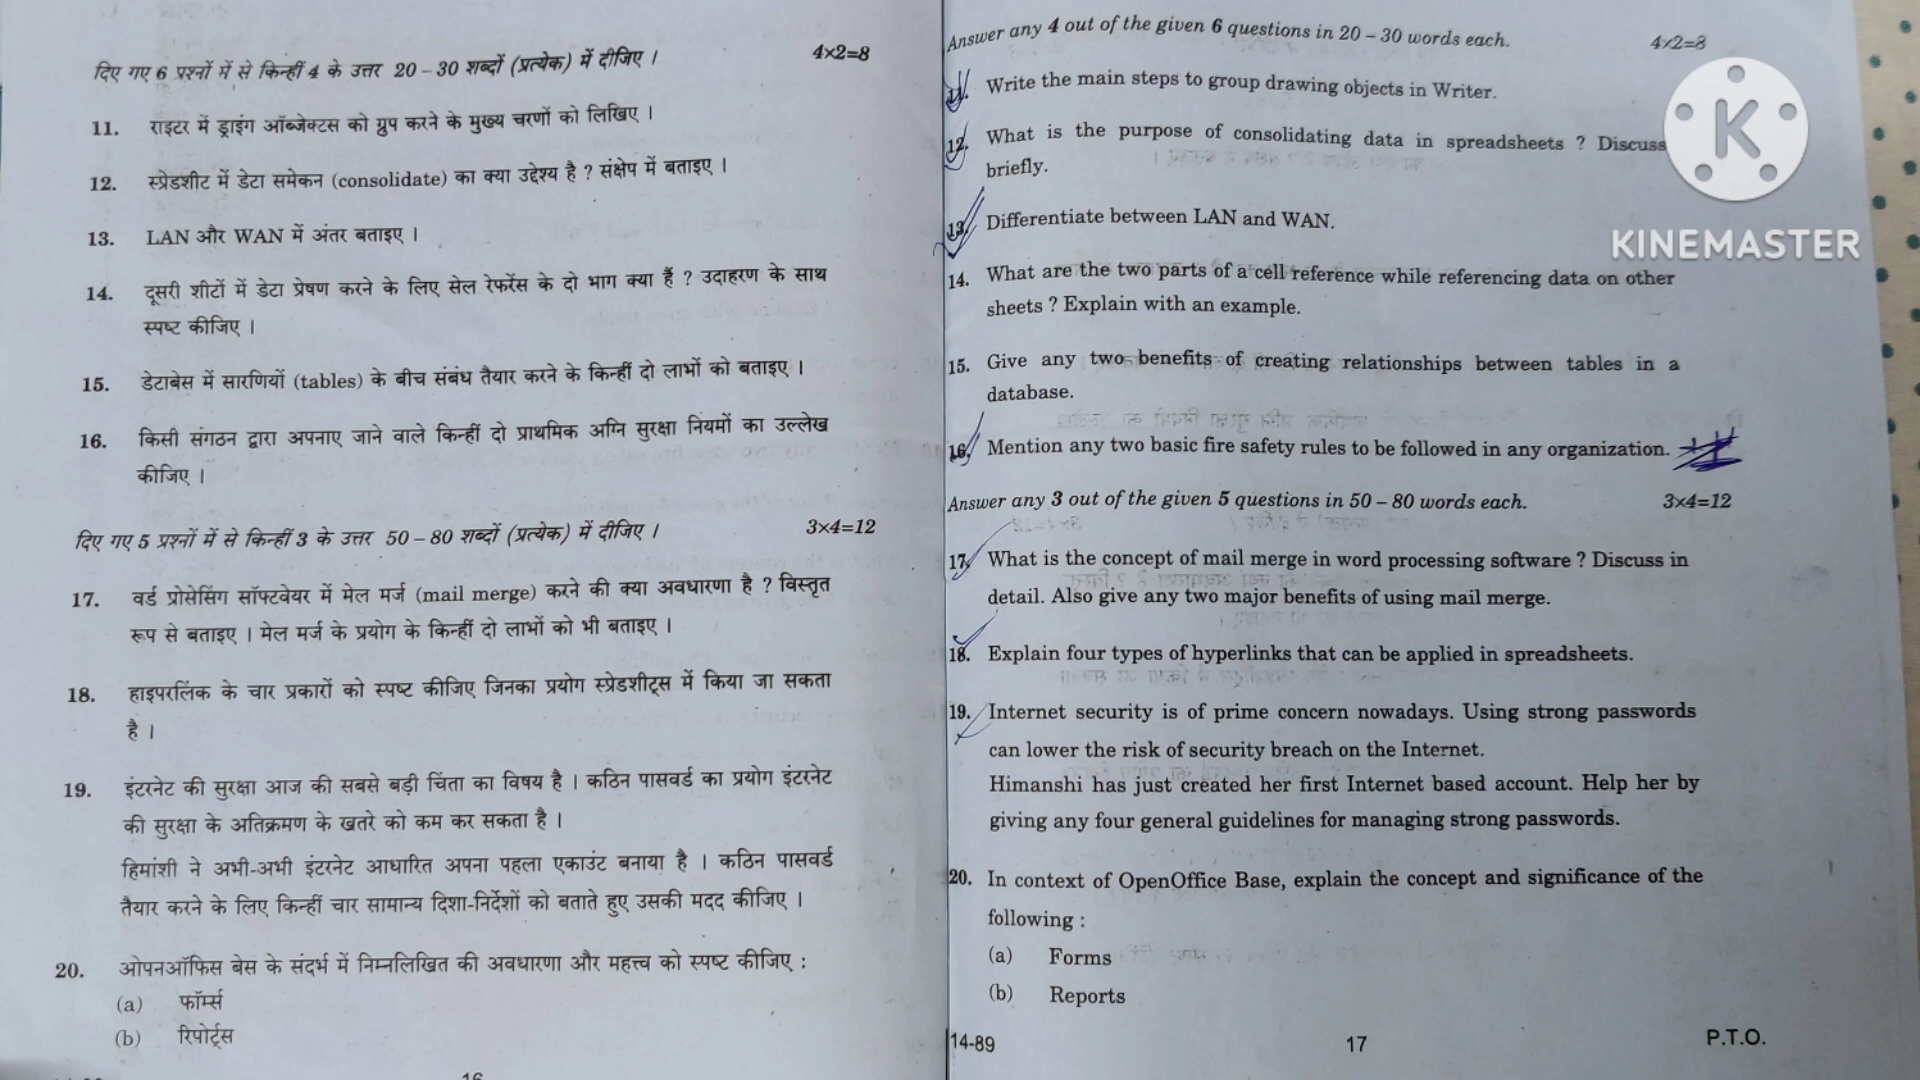 दिए गए 6 प्रश्नों में से किन्हीं 4 के उत्तर 20 – 30 शब्दों (प्रत्येक) में दीजिए । 4×2=8
11. राइटर में ड्राइंग ऑब्जेक्टस को ग्रुप करने के मुख्य चरणों को लिखिए ।
12. स्प्रेडशीट में डेटा समेकन (consolidate) का क्या उद्देश्य है ? संक्षेप में बताइए ।
13. LAN और WAN में अंतर बताइए ।
14. दूसरी शीटों में डेटा प्रेषण करने के लिए सेल रेफरेंस के दो भाग क्या हैं ? उदाहरण के साथ
स्पष्ट कीजिए ।
15. डेटाबेस में सारणियों (tables) के बीच संबंध तैयार करने के किन्हीं दो लाभों को बताइए ।
16. किसी संगठन द्वारा अपनाए जाने वाले किन्हीं दो प्राथमिक अग्नि सुरक्षा नियमों का उल्लेख
कीजिए ।
दिए गए 5 प्रश्नों में से किन्हीं 3 के उत्तर 50 – 80 शब्दों (प्रत्येक) में दीजिए । 3×4=12
17. वर्ड प्रोसेसिंग सॉफ्टवेयर में मेल मर्ज (mail merge) करने की क्या अवधारणा है ? विस्तृत
रूप से बताइए । मेल मर्ज के प्रयोग के किन्हीं दो लाभों को भी बताइए ।
18. हाइपरलिंक के चार प्रकारों को स्पष्ट कीजिए जिनका प्रयोग स्प्रेडशीट्स में किया जा सकता
है ।
19. इंटरनेट की सुरक्षा आज की सबसे बड़ी चिंता का विषय है । कठिन पासवर्ड का प्रयोग इंटरनेट
की सुरक्षा के अतिक्रमण के खतरे को कम कर सकता है ।
हिमांशी ने अभी-अभी इंटरनेट आधारित अपना पहला एकाउंट बनाया है । कठिन पासवर्ड
तैयार करने के लिए किन्हीं चार सामान्य दिशा-निर्देशों को बताते हुए उसकी मदद कीजिए ।
20. ओपनऑफिस बेस के संदर्भ में निम्नलिखित की अवधारणा और महत्त्व को स्पष्ट कीजिए :
(a) फॉर्म्स
(b) रिपोर्ट्स
16
Answer any 4 out of the given 6 questions in 20 – 30 words each. 4×2=8
11. Write the main steps to group drawing objects in Writer.
12. What is the purpose of consolidating data in spreadsheets ? Discuss
briefly.
13. Differentiate between LAN and WAN.
14. What are the two parts of a cell reference while referencing data on other
sheets ? Explain with an example.
15. Give any two benefits of creating relationships between tables in a
database.
16. Mention any two basic fire safety rules to be followed in any organization.
Answer any 3 out of the given 5 questions in 50 – 80 words each. 3×4=12
17. What is the concept of mail merge in word processing software ? Discuss in
detail. Also give any two major benefits of using mail merge.
18. Explain four types of hyperlinks that can be applied in spreadsheets.
19. Internet security is of prime concern nowadays. Using strong passwords
can lower the risk of security breach on the Internet.
Himanshi has just created her first Internet based account. Help her by
giving any four general guidelines for managing strong passwords.
20. In context of OpenOffice Base, explain the concept and significance of the
following :
(a) Forms
(b) Reports
14-89 17 P.T.O.
K
KINEMASTER